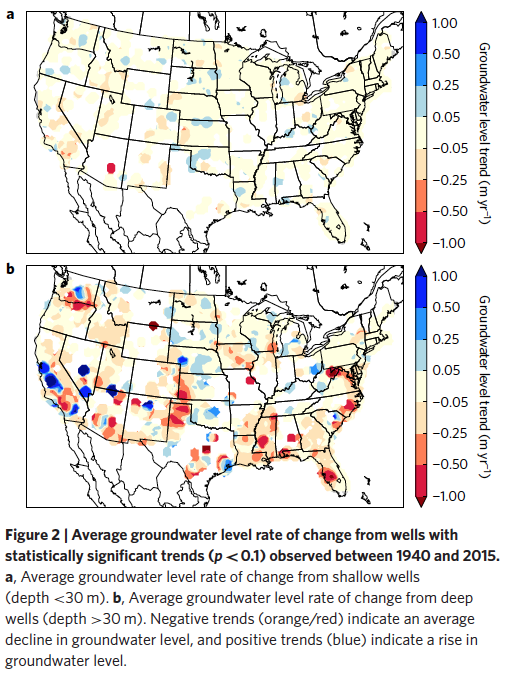 a
1.00
0.50
0.25
0.05
−0.05
−0.25
−0.50
−1.00
Groundwater level trend (m yr⁻¹)
b
1.00
0.50
0.25
0.05
−0.05
−0.25
−0.50
−1.00
Groundwater level trend (m yr⁻¹)
Figure 2 | Average groundwater level rate of change from wells with
statistically significant trends (p < 0.1) observed between 1940 and 2015.
a, Average groundwater level rate of change from shallow wells
(depth <30 m). b, Average groundwater level rate of change from deep
wells (depth >30 m). Negative trends (orange/red) indicate an average
decline in groundwater level, and positive trends (blue) indicate a rise in
groundwater level.